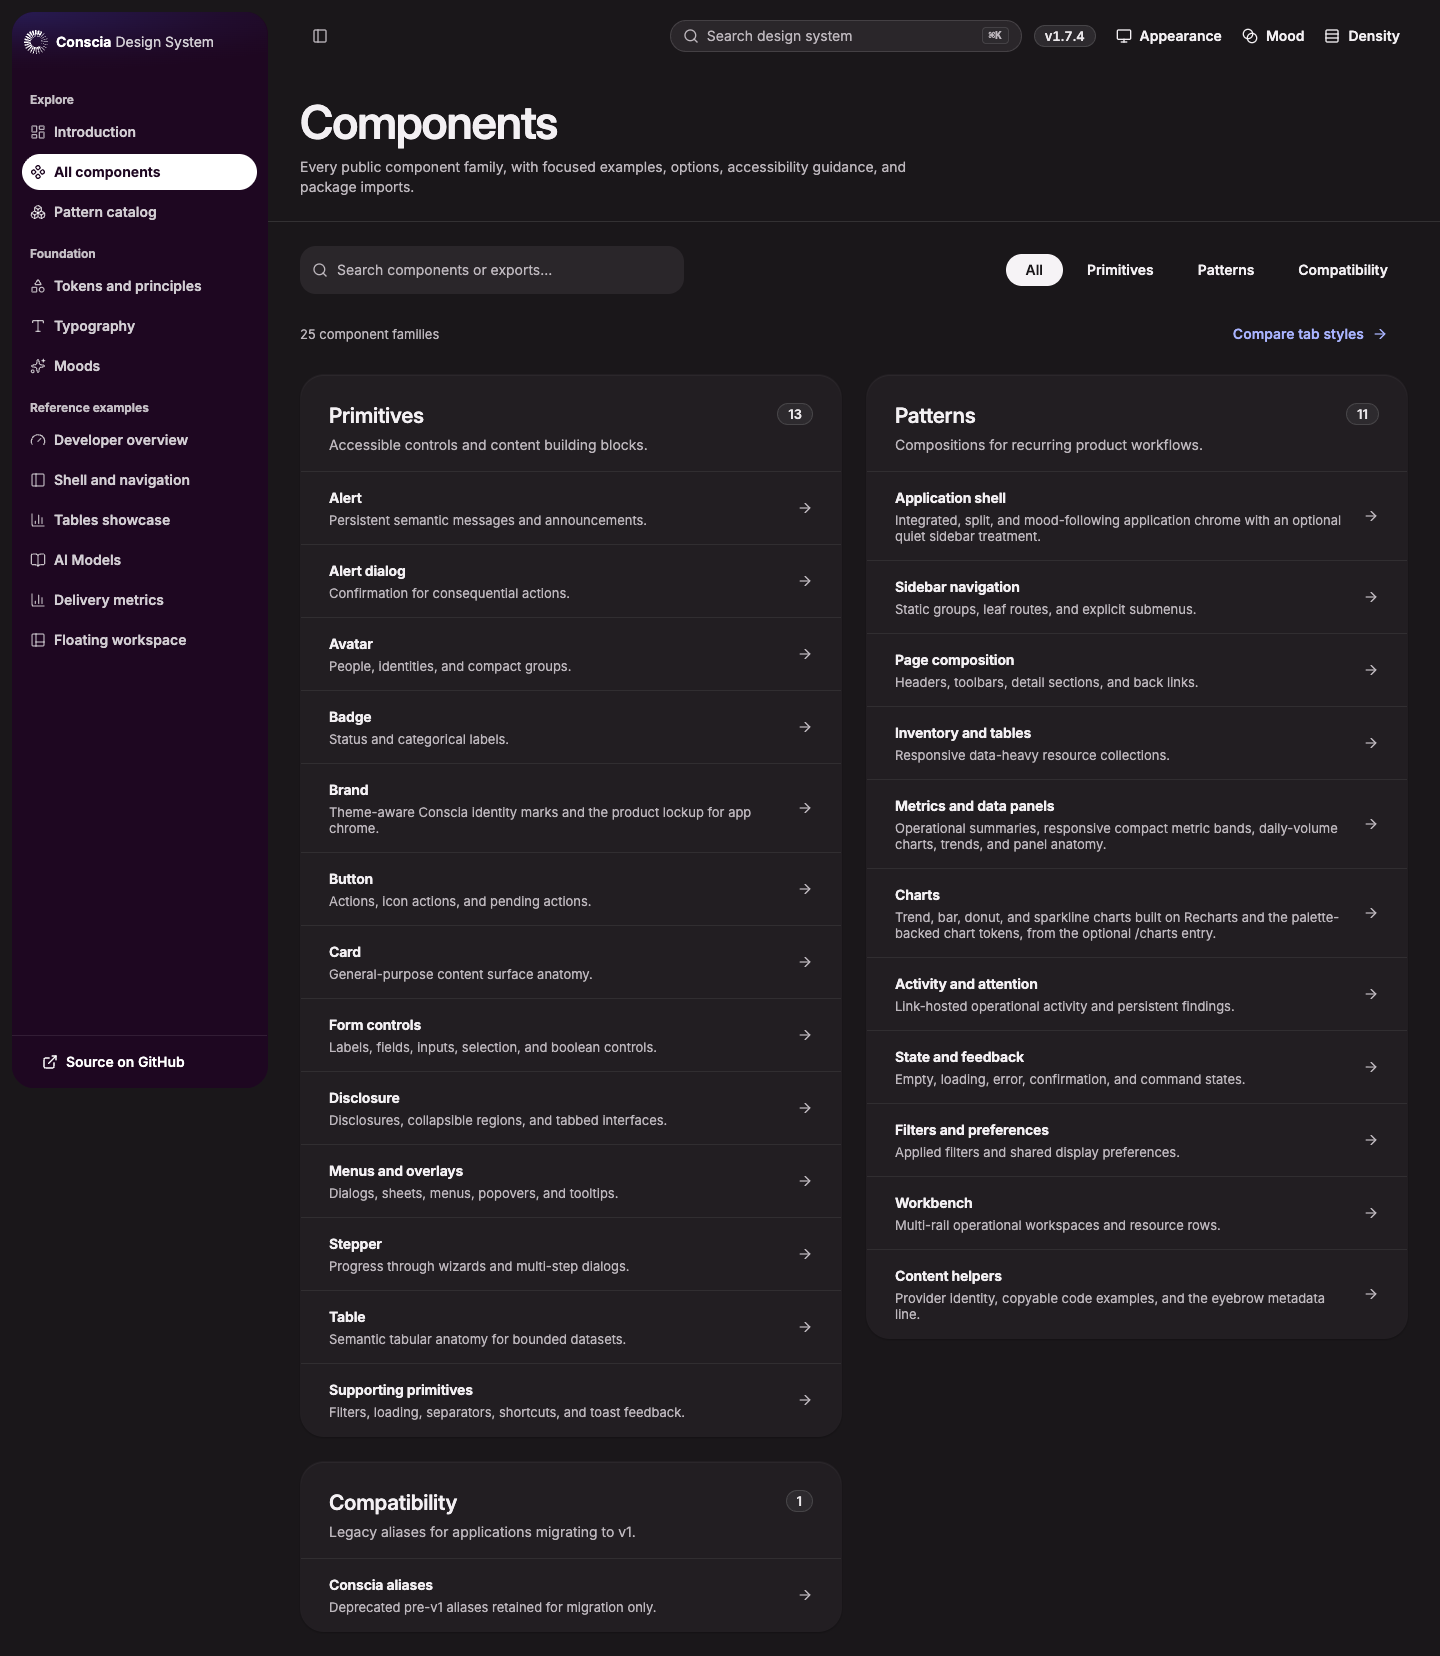 Conscia Design System
Explore
Introduction
All components
Pattern catalog
Foundation
Tokens and principles
Typography
Moods
Reference examples
Developer overview
Shell and navigation
Tables showcase
AI Models
Delivery metrics
Floating workspace
Source on GitHub
Search design system
⌘K
v1.7.4
Appearance
Mood
Density
Components
Every public component family, with focused examples, options, accessibility guidance, and
package imports.
Search components or exports...
All
Primitives
Patterns
Compatibility
25 component families
Compare tab styles
Primitives
13
Accessible controls and content building blocks.
Alert
Persistent semantic messages and announcements.
Alert dialog
Confirmation for consequential actions.
Avatar
People, identities, and compact groups.
Badge
Status and categorical labels.
Brand
Theme-aware Conscia identity marks and the product lockup for app
chrome.
Button
Actions, icon actions, and pending actions.
Card
General-purpose content surface anatomy.
Form controls
Labels, fields, inputs, selection, and boolean controls.
Disclosure
Disclosures, collapsible regions, and tabbed interfaces.
Menus and overlays
Dialogs, sheets, menus, popovers, and tooltips.
Stepper
Progress through wizards and multi-step dialogs.
Table
Semantic tabular anatomy for bounded datasets.
Supporting primitives
Filters, loading, separators, shortcuts, and toast feedback.
Patterns
11
Compositions for recurring product workflows.
Application shell
Integrated, split, and mood-following application chrome with an optional
quiet sidebar treatment.
Sidebar navigation
Static groups, leaf routes, and explicit submenus.
Page composition
Headers, toolbars, detail sections, and back links.
Inventory and tables
Responsive data-heavy resource collections.
Metrics and data panels
Operational summaries, responsive compact metric bands, daily-volume
charts, trends, and panel anatomy.
Charts
Trend, bar, donut, and sparkline charts built on Recharts and the palette-
backed chart tokens, from the optional /charts entry.
Activity and attention
Link-hosted operational activity and persistent findings.
State and feedback
Empty, loading, error, confirmation, and command states.
Filters and preferences
Applied filters and shared display preferences.
Workbench
Multi-rail operational workspaces and resource rows.
Content helpers
Provider identity, copyable code examples, and the eyebrow metadata
line.
Compatibility
1
Legacy aliases for applications migrating to v1.
Conscia aliases
Deprecated pre-v1 aliases retained for migration only.